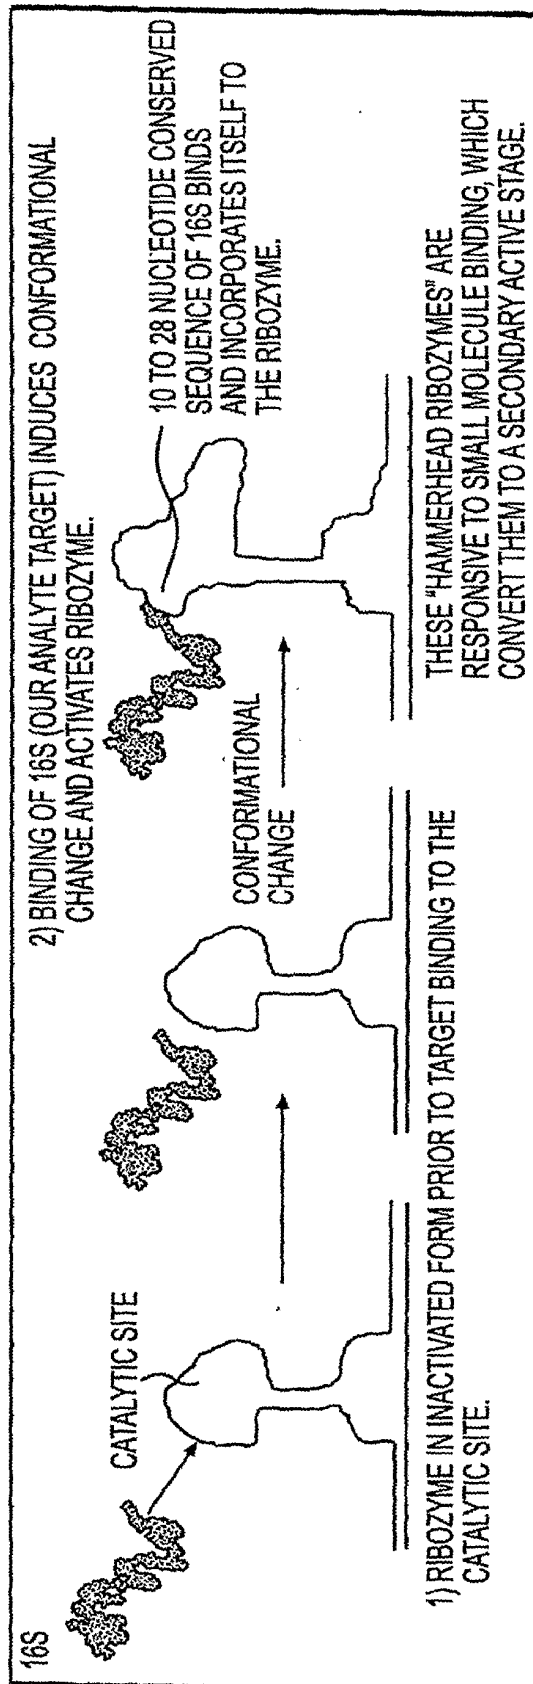 16S
CATALYTIC SITE
1) RIBOZYME IN INACTIVATED FORM PRIOR TO TARGET BINDING TO THE
CATALYTIC SITE.
2) BINDING OF 16S (OUR ANALYTE TARGET) INDUCES CONFORMATIONAL
CHANGE AND ACTIVATES RIBOZYME.
CONFORMATIONAL
CHANGE
10 TO 28 NUCLEOTIDE CONSERVED
SEQUENCE OF 16S BINDS
AND INCORPORATES ITSELF TO
THE RIBOZYME.
THESE "HAMMERHEAD RIBOZYMES" ARE
RESPONSIVE TO SMALL MOLECULE BINDING, WHICH
CONVERT THEM TO A SECONDARY ACTIVE STAGE.